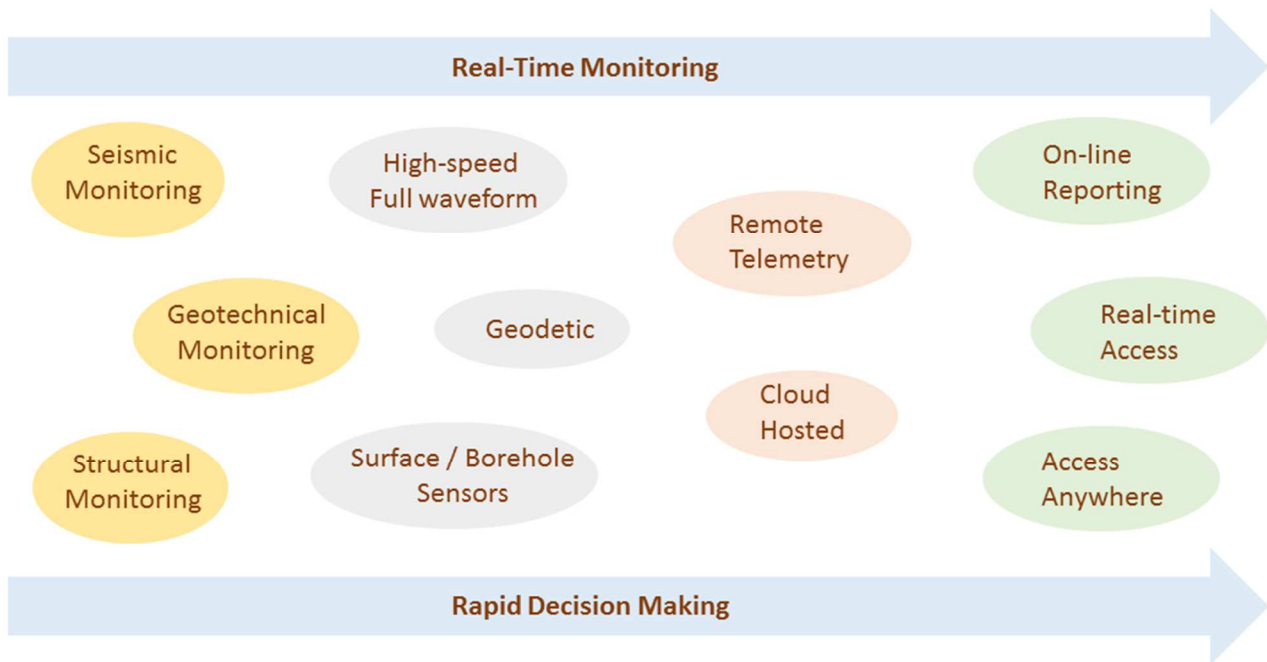 Real-Time Monitoring
Seismic
Monitoring
High-speed
Full waveform
On-line
Reporting
Remote
Telemetry
Geotechnical
Monitoring
Geodetic
Real-time
Access
Cloud
Hosted
Structural
Monitoring
Surface / Borehole
Sensors
Access
Anywhere
Rapid Decision Making